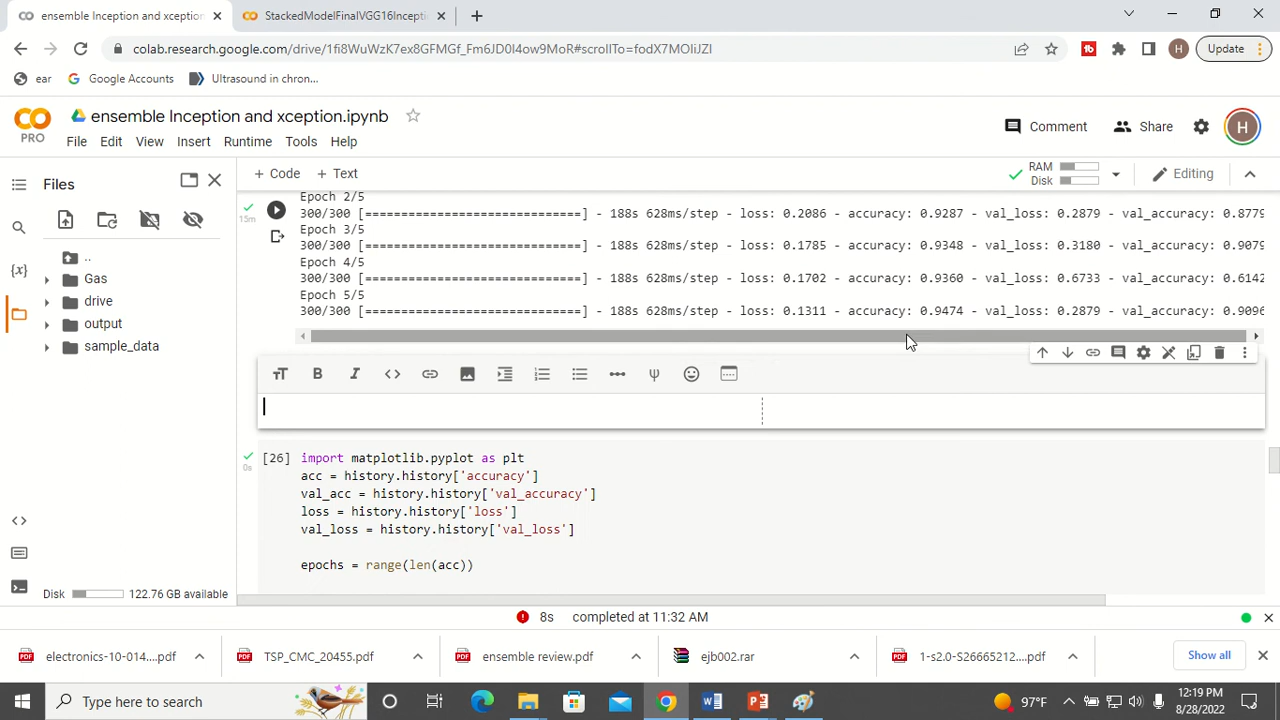 ensemble Inception and xception
StackedModelFinalVGG16Incepti
colab.research.google.com/drive/1fi8WuWzK7ex8GFMGf_Fm6JD0I4ow9MoR#scrollTo=fodX7MOIiJZI
Update
ear
Google Accounts
Ultrasound in chron...
ensemble Inception and xception.ipynb
PRO
File Edit View Insert Runtime Tools Help
Comment
Share
H
H
Files
+ Code + Text
RAM
Disk
Editing
..
Gas
drive
output
sample_data
15m
Epoch 2/5
300/300 [==============================] - 188s 628ms/step - loss: 0.2086 - accuracy: 0.9287 - val_loss: 0.2879 - val_accuracy: 0.8779
Epoch 3/5
300/300 [==============================] - 188s 628ms/step - loss: 0.1785 - accuracy: 0.9348 - val_loss: 0.3180 - val_accuracy: 0.9079
Epoch 4/5
300/300 [==============================] - 188s 628ms/step - loss: 0.1702 - accuracy: 0.9360 - val_loss: 0.6733 - val_accuracy: 0.6142
Epoch 5/5
300/300 [==============================] - 188s 628ms/step - loss: 0.1311 - accuracy: 0.9474 - val_loss: 0.2879 - val_accuracy: 0.9096
0s
[26] import matplotlib.pyplot as plt
acc = history.history['accuracy']
val_acc = history.history['val_accuracy']
loss = history.history['loss']
val_loss = history.history['val_loss']
epochs = range(len(acc))
Disk
122.76 GB available
8s completed at 11:32 AM
electronics-10-014....pdf
TSP_CMC_20455.pdf
ensemble review.pdf
ejb002.rar
1-s2.0-S26665212....pdf
Show all
Type here to search
97°F
12:19 PM
8/28/2022